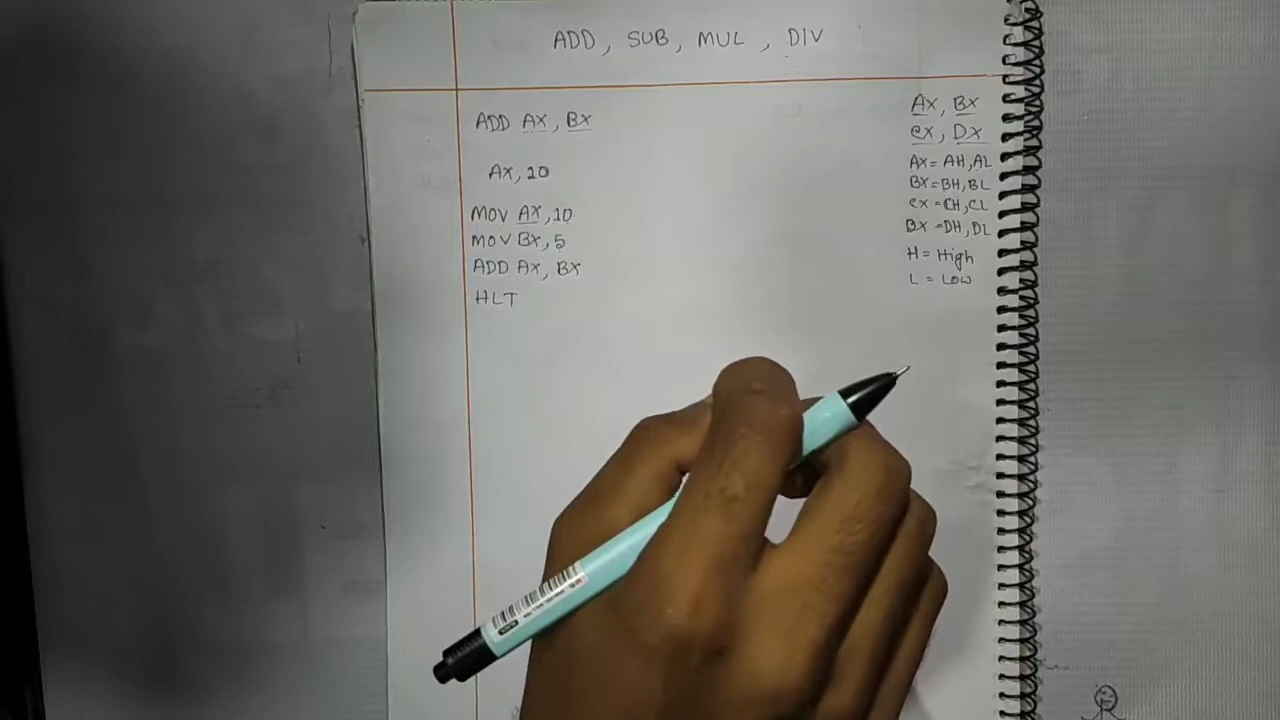 ADD, SUB, MUL, DIV
ADD AX, BX
AX, 10
MOV AX, 10
MOV BX, 5
ADD AX, BX
HLT
AX, BX
CX, DX
AX = AH, AL
BX = BH, BL
CX = CH, CL
BX = DH, DL
H = High
L = Low